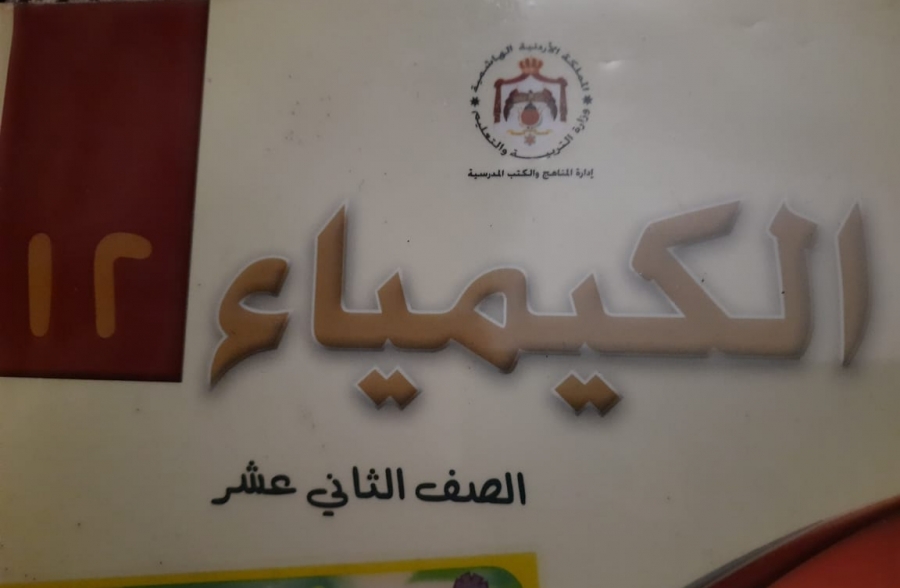 المملكة الأردنية الهاشمية
وزارة التربية والتعليم
إدارة المناهج والكتب المدرسية
١٢
الكيمياء
الصف الثاني عشر